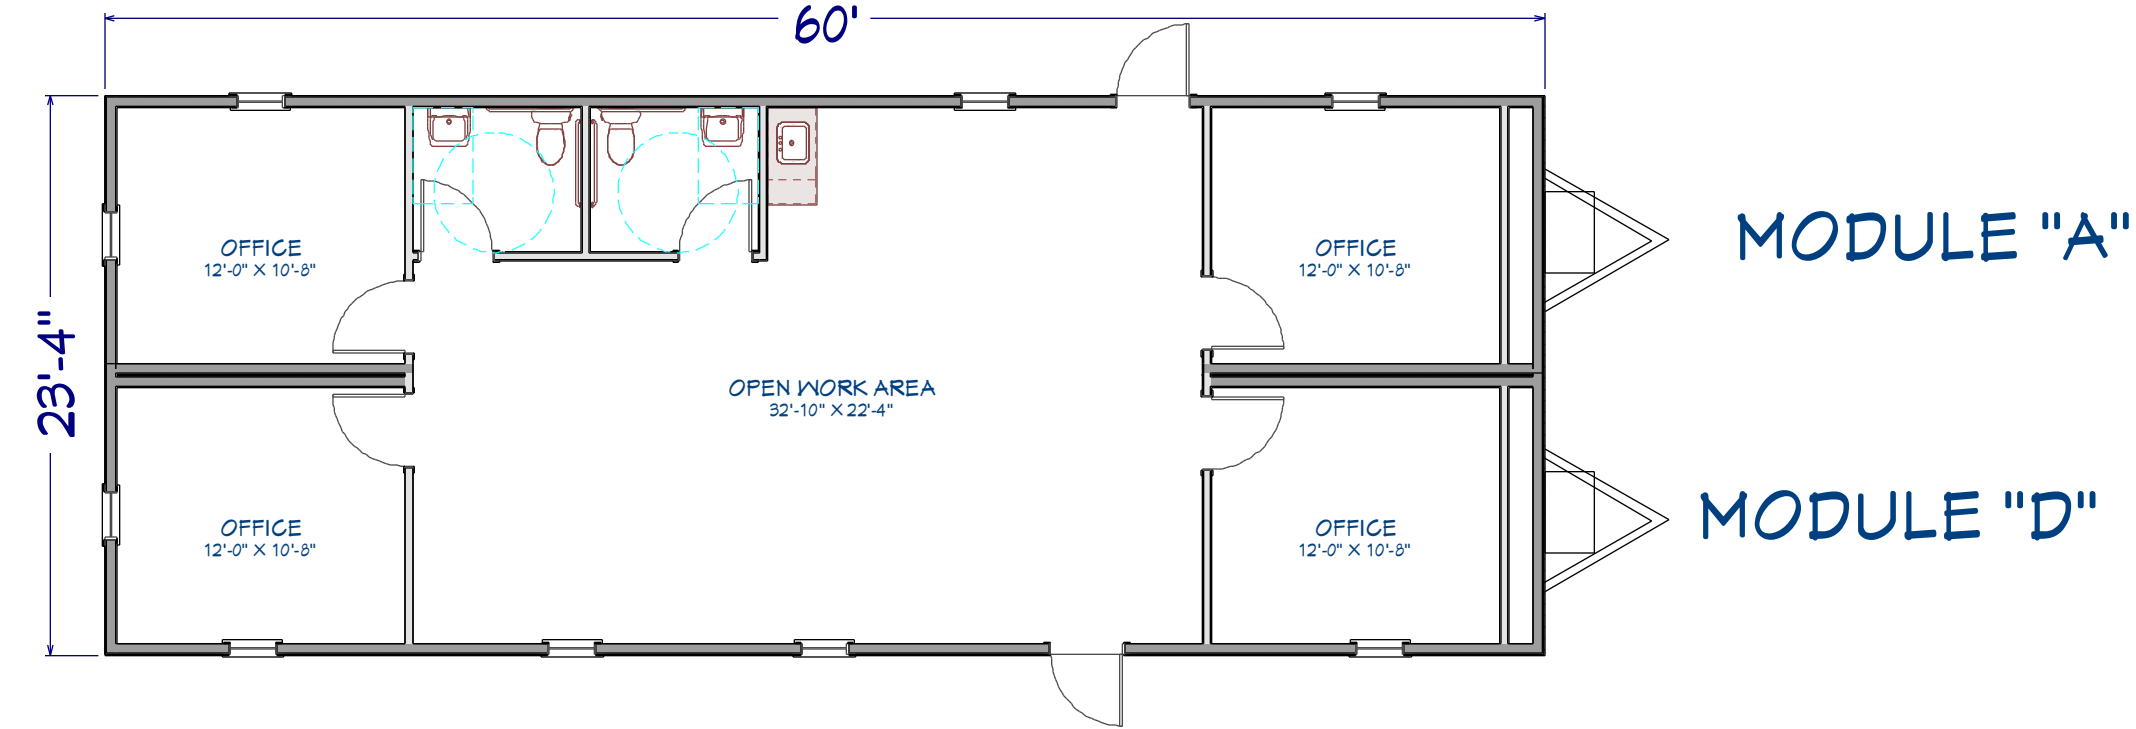 60'
23'-4"
OFFICE
12'-0" X 10'-8"
OFFICE
12'-0" X 10'-8"
MODULE "A"
OPEN WORK AREA
32'-10" X 22'-4"
OFFICE
12'-0" X 10'-8"
OFFICE
12'-0" X 10'-8"
MODULE "D"